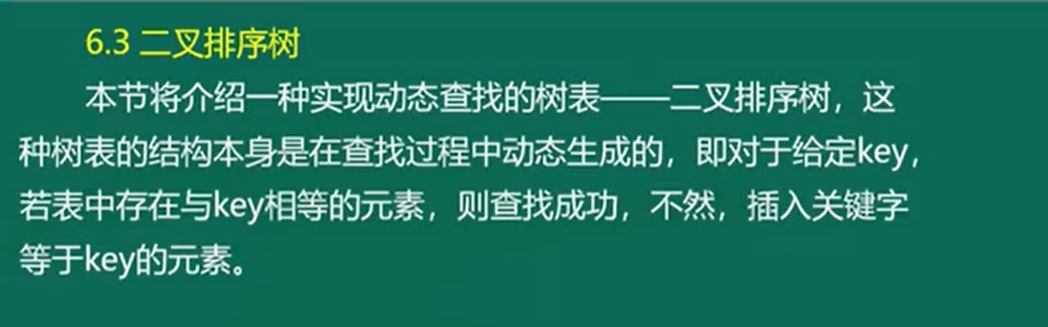 6.3 二叉排序树
本节将介绍一种实现动态查找的树表——二叉排序树，这
种树表的结构本身是在查找过程中动态生成的，即对于给定key，
若表中存在与key相等的元素，则查找成功，不然，插入关键字
等于key的元素。